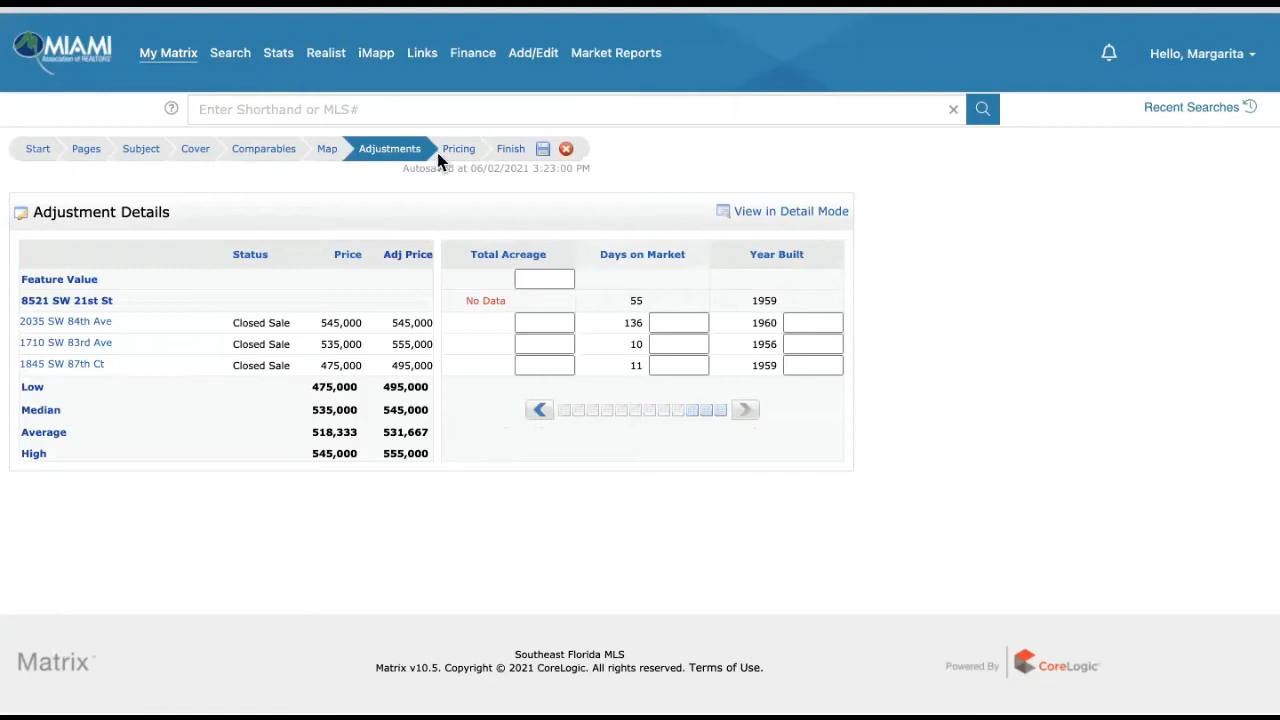 MIAMI
Association of REALTORS
My Matrix Search Stats Realist iMapp Links Finance Add/Edit Market Reports
Hello, Margarita
Enter Shorthand or MLS#
Recent Searches
Start Pages Subject Cover Comparables Map Adjustments Pricing Finish
at 06/02/2021 3:23:00 PM
Adjustment Details
View in Detail Mode
Status Price Adj Price Total Acreage Days on Market Year Built
Feature Value
8521 SW 21st St No Data 55 1959
2035 SW 84th Ave Closed Sale 545,000 545,000 136 1960
1710 SW 83rd Ave Closed Sale 535,000 555,000 10 1956
1845 SW 87th Ct Closed Sale 475,000 495,000 11 1959
Low 475,000 495,000
Median 535,000 545,000
Average 518,333 531,667
High 545,000 555,000
Matrix™
Southeast Florida MLS
Matrix v10.5. Copyright © 2021 CoreLogic. All rights reserved. Terms of Use.
Powered By CoreLogic